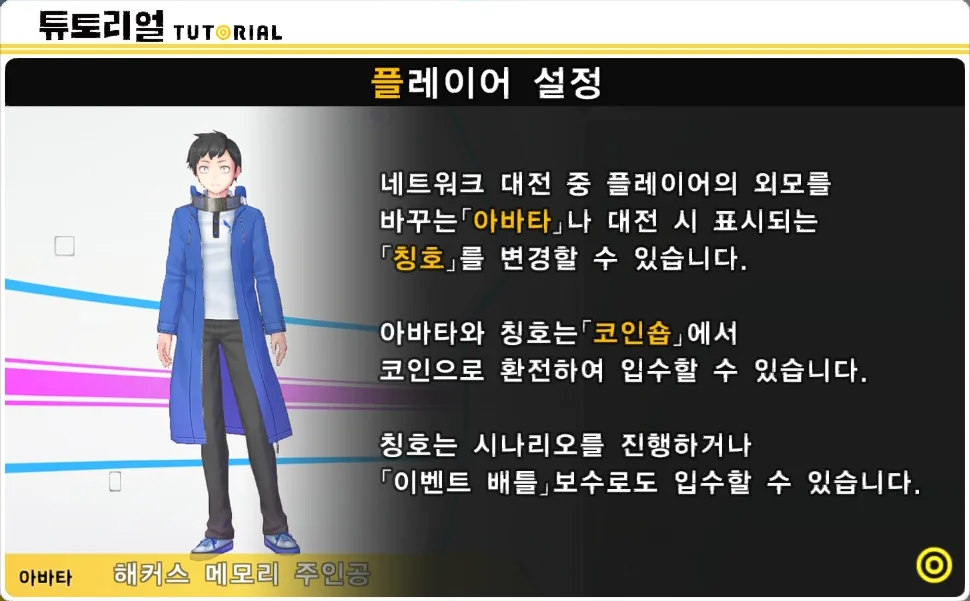 튜토리얼 TUTORIAL
플레이어 설정
네트워크 대전 중 플레이어의 외모를
바꾸는「아바타」나 대전 시 표시되는
「칭호」를 변경할 수 있습니다.
아바타와 칭호는「코인숍」에서
코인으로 환전하여 입수할 수 있습니다.
칭호는 시나리오를 진행하거나
「이벤트 배틀」보수로도 입수할 수 있습니다.
아바타 해커스 메모리 주인공